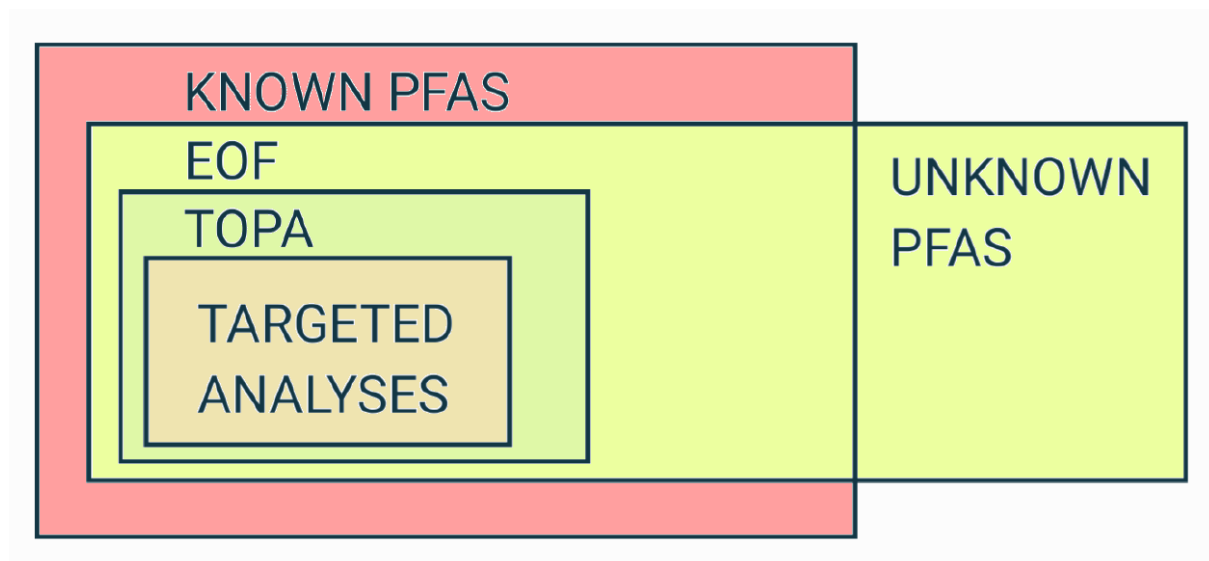 KNOWN PFAS
EOF
TOPA
TARGETED
ANALYSES
UNKNOWN
PFAS